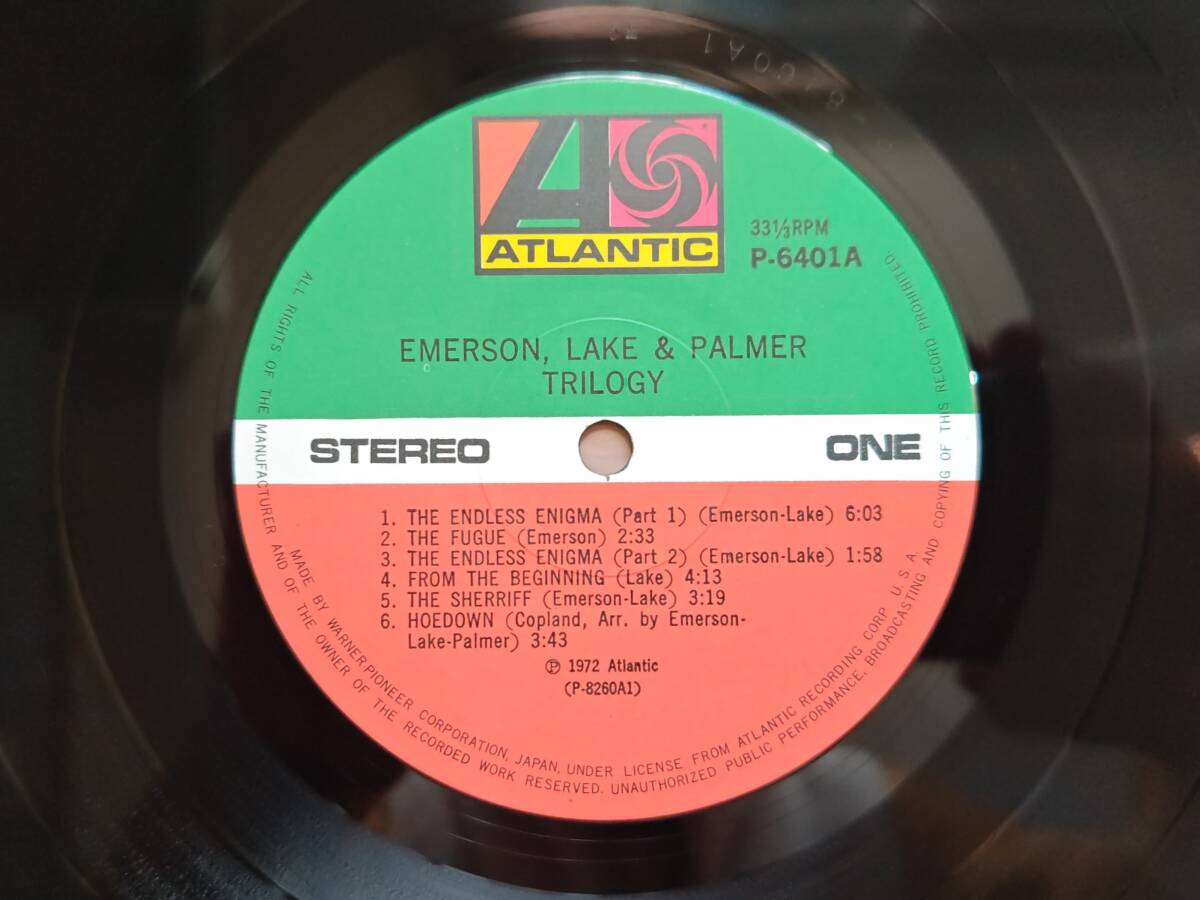 ATLANTIC
33⅓RPM
P-6401A
EMERSON, LAKE & PALMER
TRILOGY
STEREO
ONE
1. THE ENDLESS ENIGMA (Part 1) (Emerson-Lake) 6:03
2. THE FUGUE (Emerson) 2:33
3. THE ENDLESS ENIGMA (Part 2) (Emerson-Lake) 1:58
4. FROM THE BEGINNING (Lake) 4:13
5. THE SHERRIFF (Emerson-Lake) 3:19
6. HOEDOWN (Copland, Arr. by Emerson-
Lake-Palmer) 3:43
Ⓟ 1972 Atlantic
(P-8260A1)
MADE BY WARNER-PIONEER CORPORATION, JAPAN, UNDER LICENSE FROM ATLANTIC RECORDING CORP. U. S. A.
ALL RIGHTS OF THE MANUFACTURER AND OF THE OWNER OF THE RECORDED WORK RESERVED. UNAUTHORIZED PUBLIC PERFORMANCE, BROADCASTING AND COPYING OF THIS RECORD PROHIBITED.